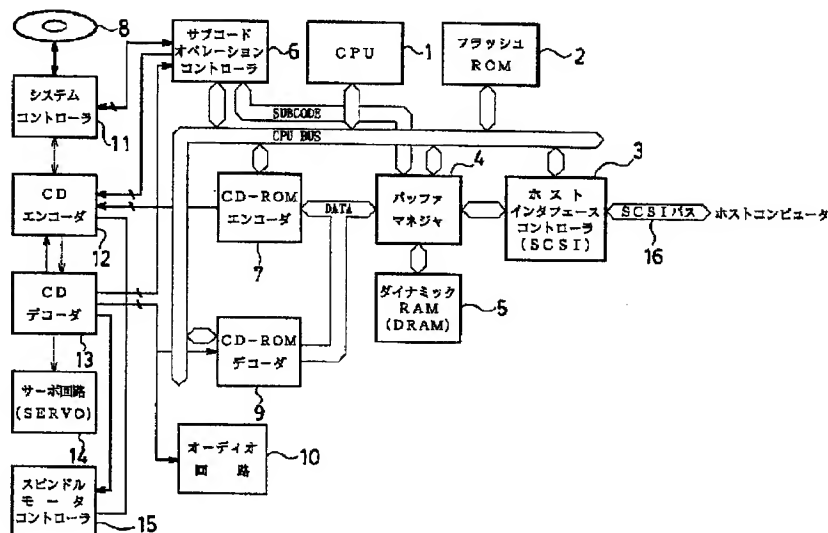 8
サブコード
オペレーション
コントローラ
6
CPU
1
フラッシュ
ROM
2
システム
コントローラ
11
SUBCODE
CPU BUS
4
3
CD
エンコーダ
12
CD-ROM
エンコーダ
7
DATA
バッファ
マネジャ
ホスト
インタフェース
コントローラ
(SCSI)
SCSIバス
16
ホストコンピュータ
CD
デコーダ
13
CD-ROM
デコーダ
9
ダイナミック
RAM
(DRAM)
5
サーボ回路
(SERVO)
14
オーディオ
回路
10
スピンドル
モータ
コントローラ
15